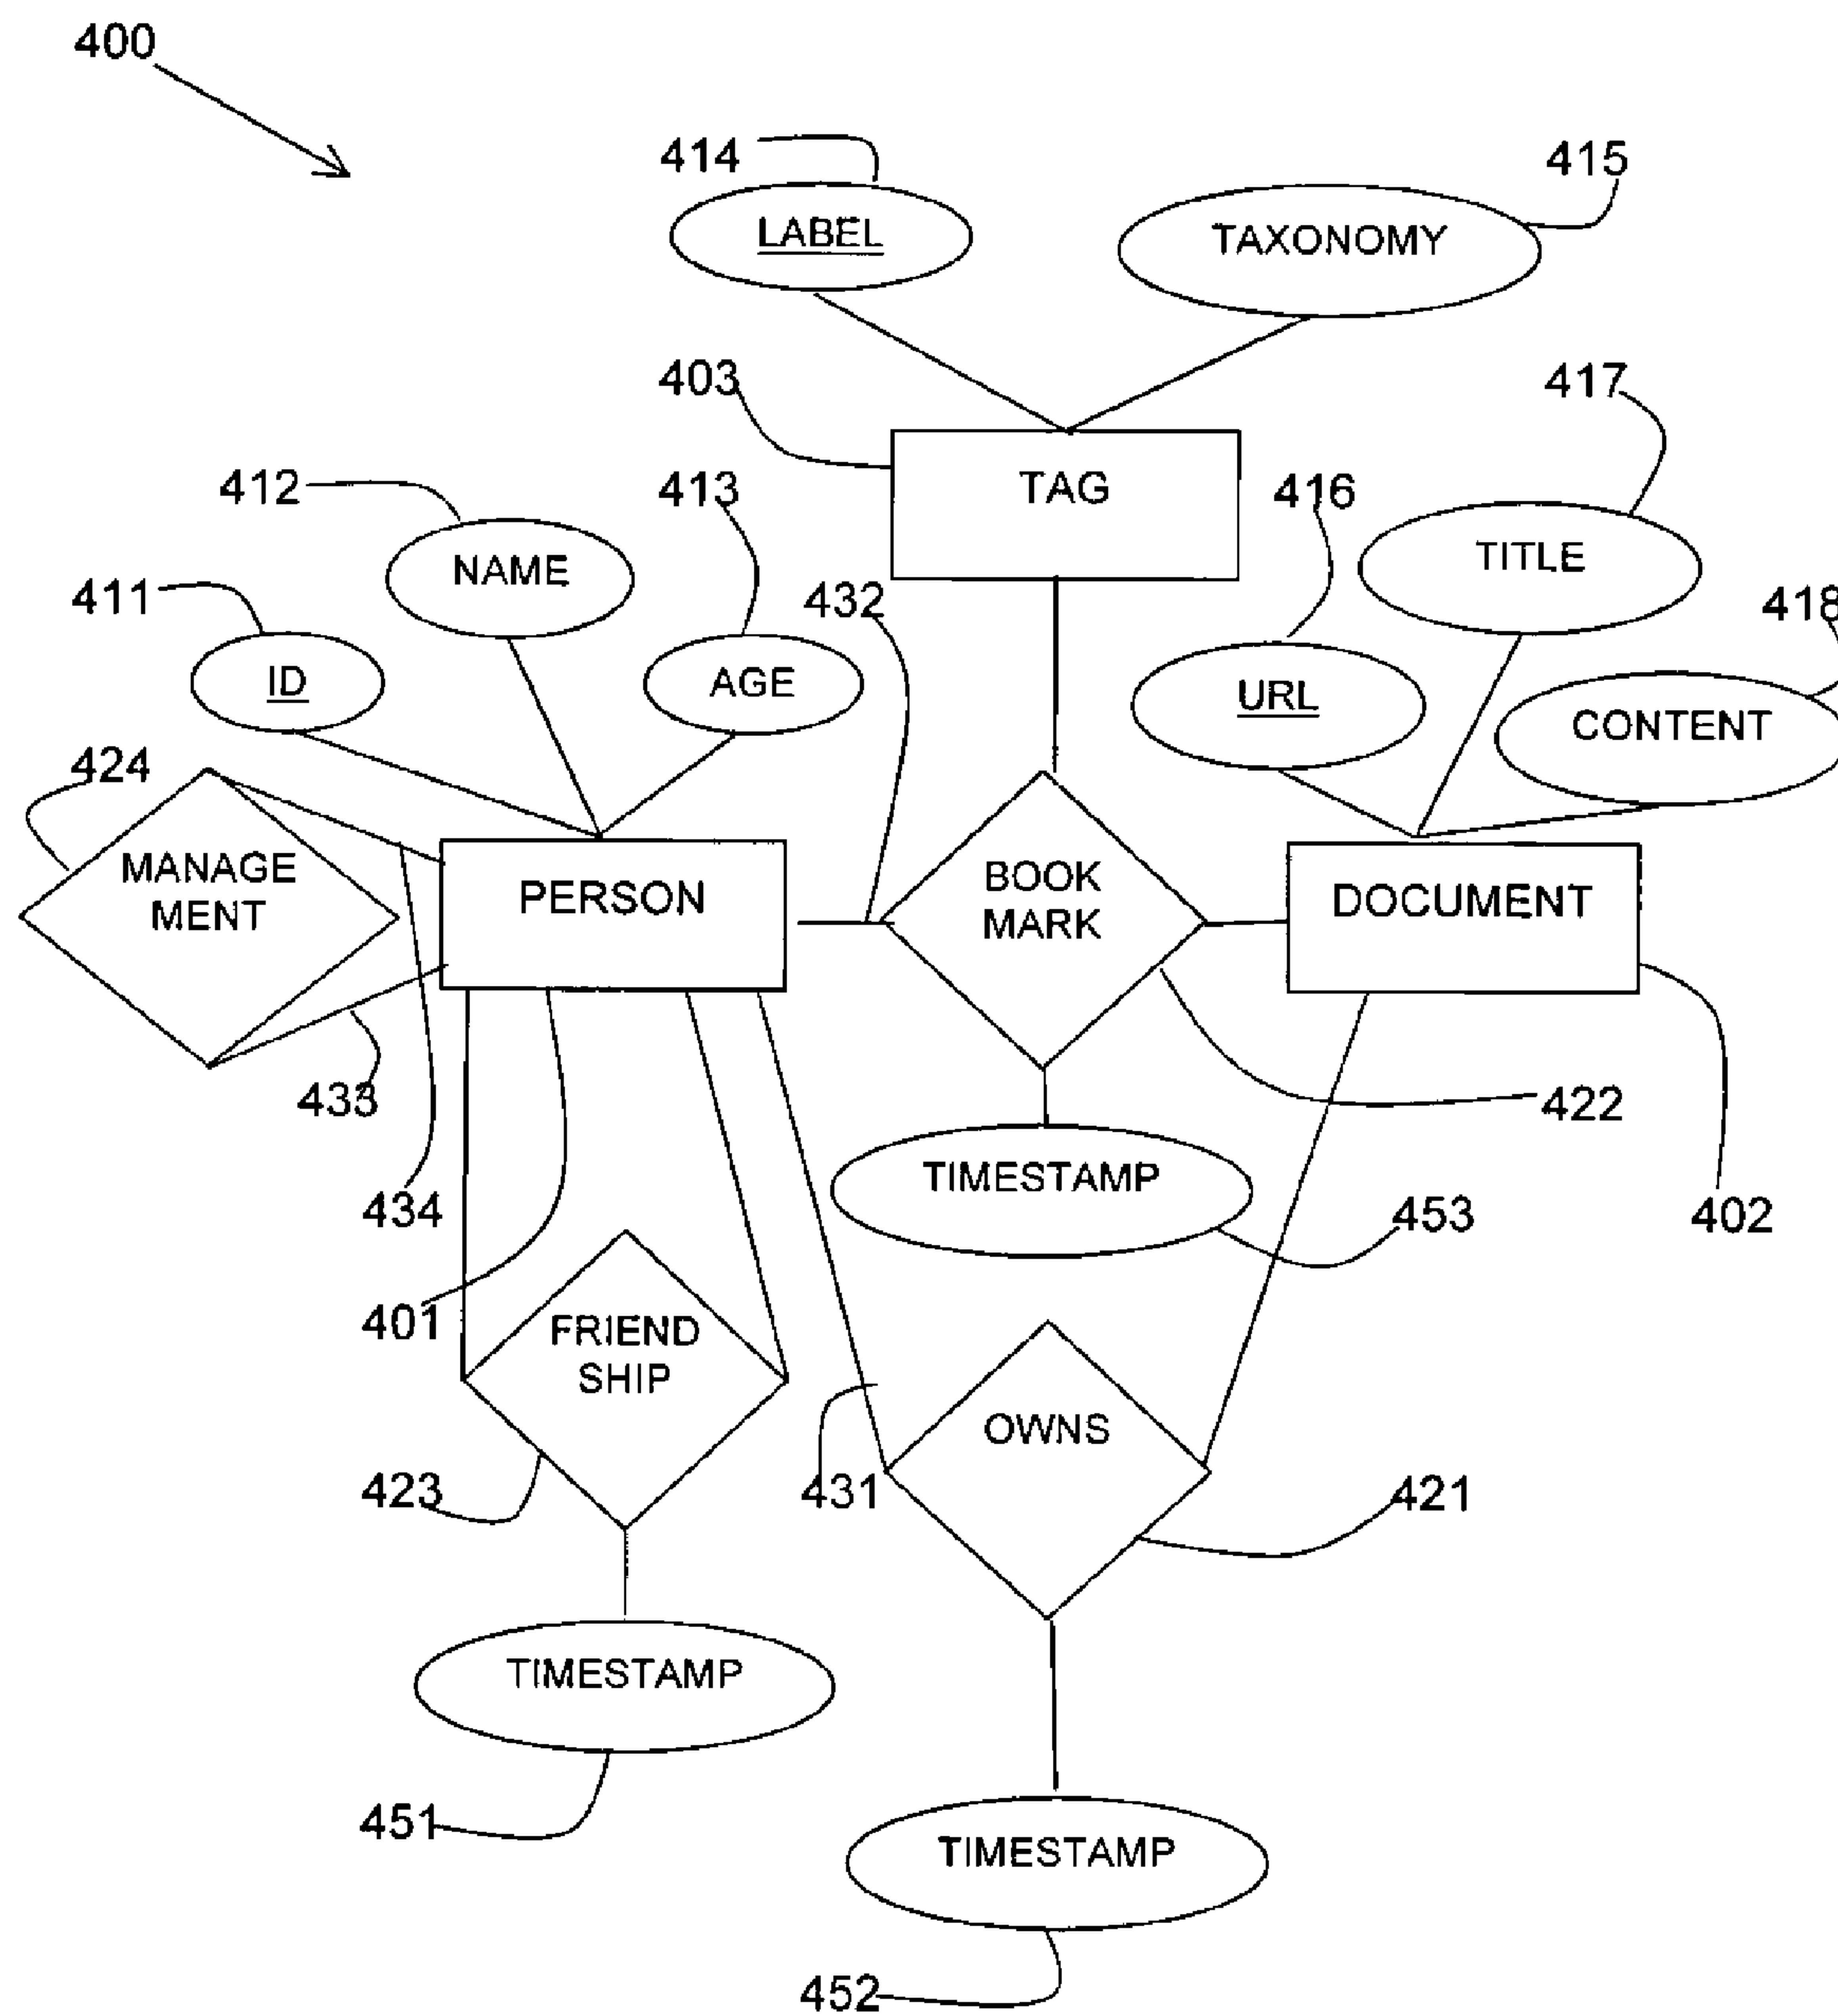 400
414
415
LABEL
TAXONOMY
403
417
TAG
412
413
416
NAME
TITLE
411
432
418
ID
AGE
URL
CONTENT
424
MANAGE
MENT
PERSON
BOOK
MARK
DOCUMENT
433
422
434
TIMESTAMP
453
402
401
FRIEND
SHIP
OWNS
423
431
421
TIMESTAMP
451
TIMESTAMP
452